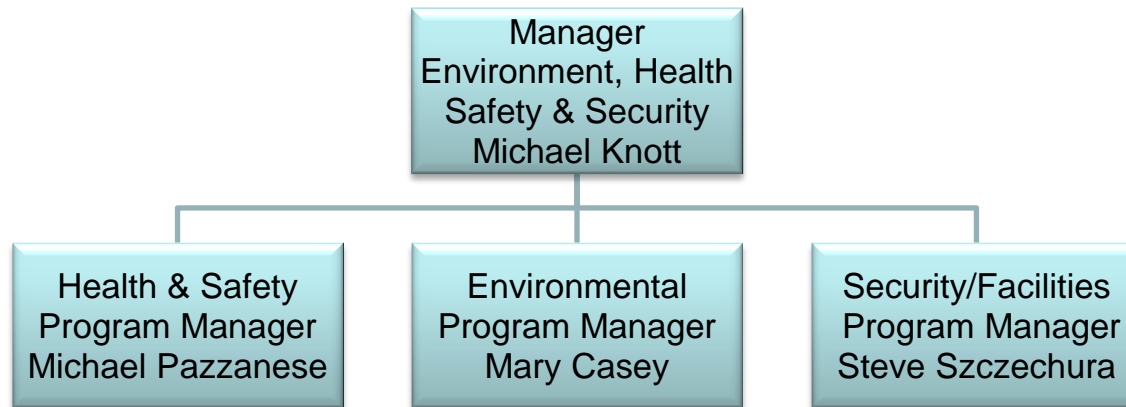 Manager
Environment, Health
Safety & Security
Michael Knott
Health & Safety
Program Manager
Michael Pazzanese
Environmental
Program Manager
Mary Casey
Security/Facilities
Program Manager
Steve Szczechura